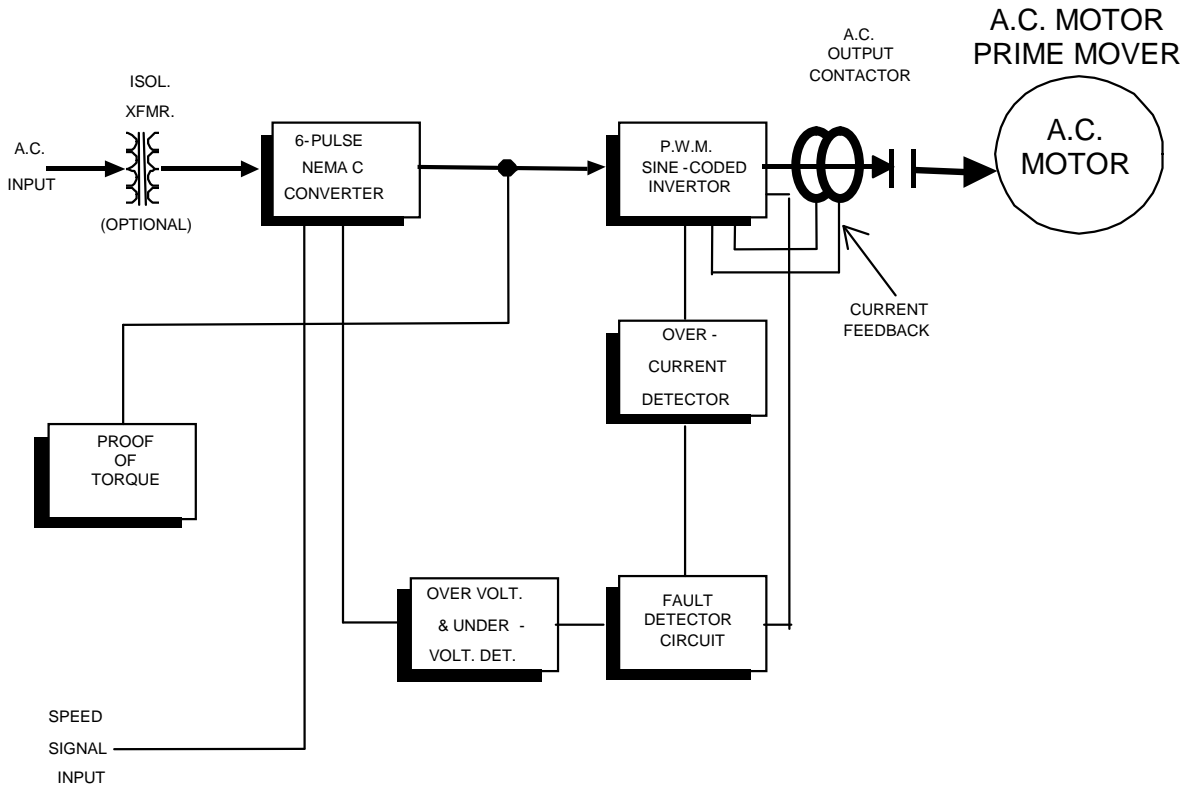 A.C. MOTOR
PRIME MOVER
A.C.
OUTPUT
CONTACTOR
ISOL.
XFMR.
A.C.
INPUT
(OPTIONAL)
6-PULSE
NEMA C
CONVERTER
P.W.M.
SINE -CODED
INVERTOR
A.C.
MOTOR
CURRENT
FEEDBACK
OVER -
CURRENT
DETECTOR
PROOF
OF
TORQUE
OVER VOLT.
& UNDER -
VOLT. DET.
FAULT
DETECTOR
CIRCUIT
SPEED
SIGNAL
INPUT